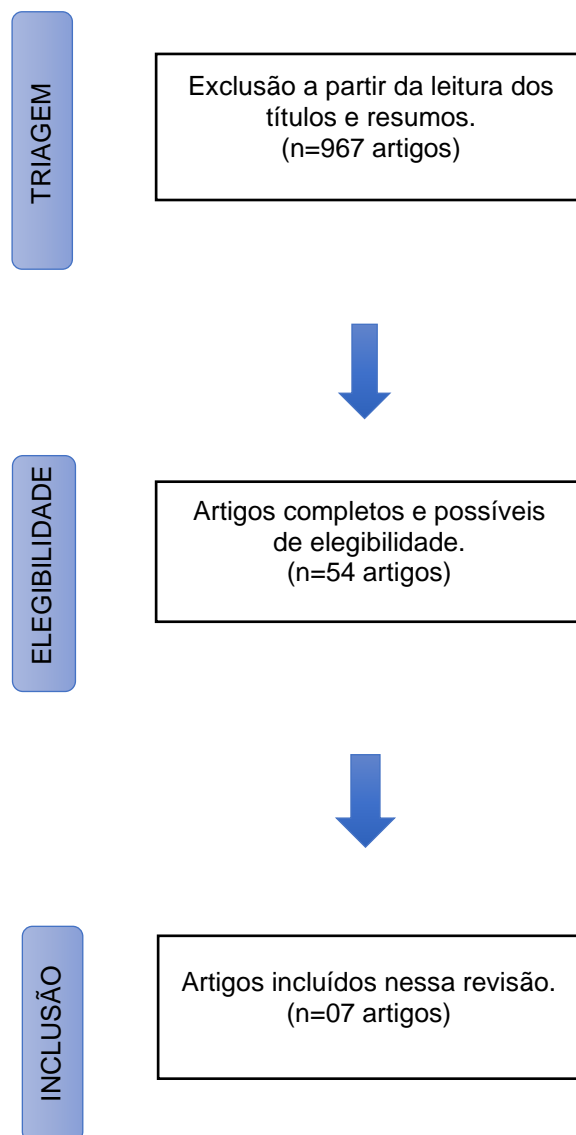 TRIAGEM
Exclusão a partir da leitura dos
títulos e resumos.
(n=967 artigos)
ELEGIBILIDADE
Artigos completos e possíveis
de elegibilidade.
(n=54 artigos)
INCLUSÃO
Artigos incluídos nessa revisão.
(n=07 artigos)